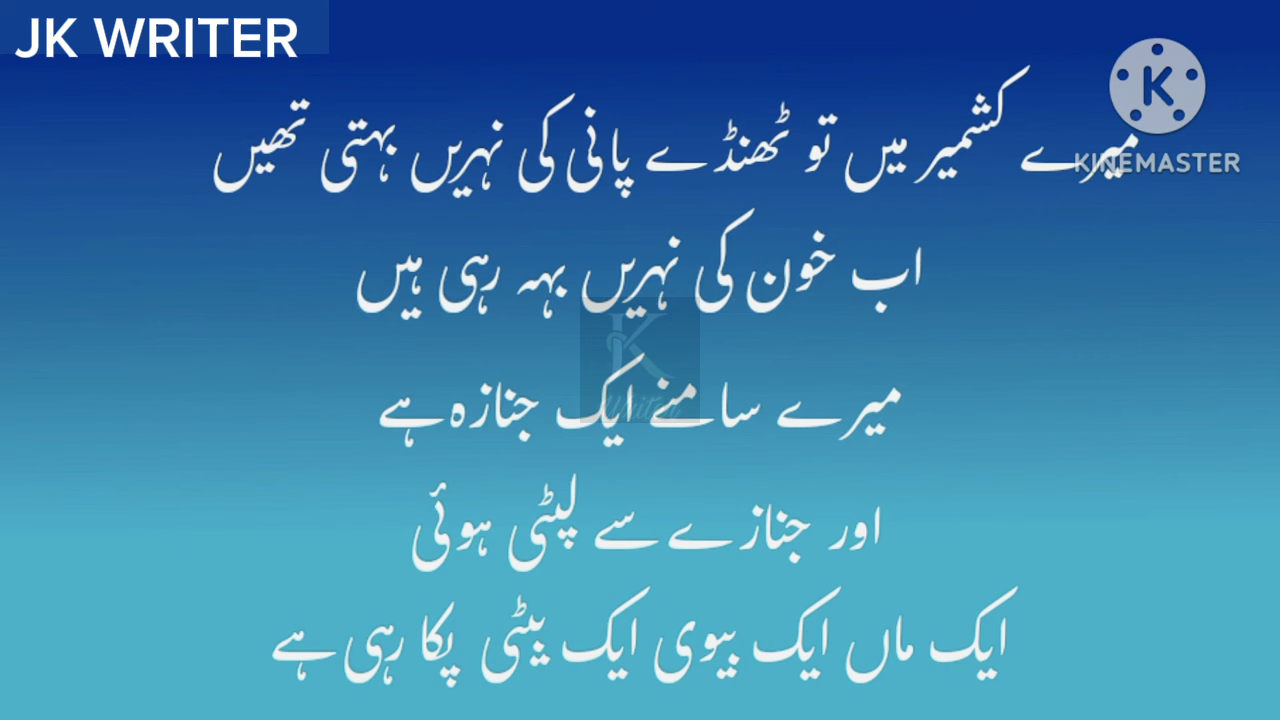 JK WRITER
میرے کشمیر میں تو ٹھنڈے پانی کی نہریں بہتی تھیں
KINEMASTER
اب خون کی نہریں بہہ رہی ہیں
میرے سامنے ایک جنازہ ہے
K
Writer
اور جنازے سے لپٹی ہوئی
ایک ماں ایک بیوی ایک بیٹی پکا رہی ہے